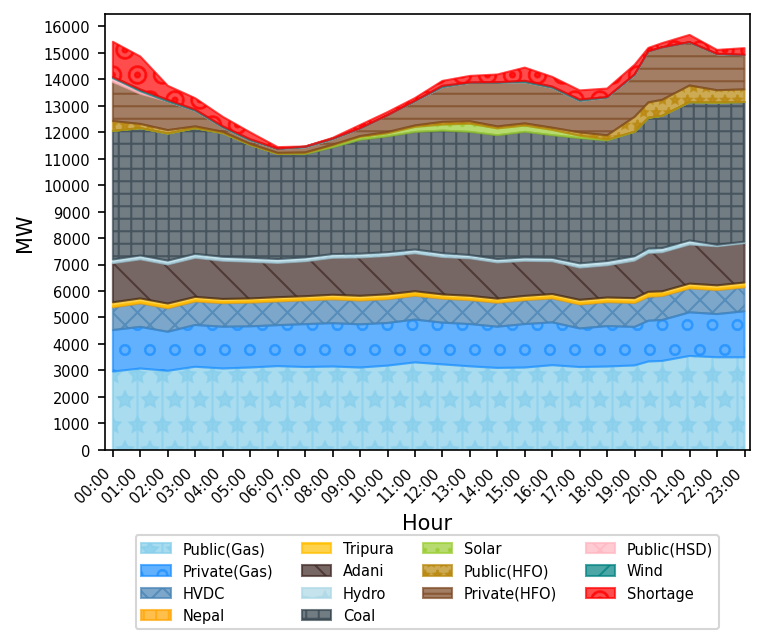 16000
15000
14000
13000
12000
11000
10000
9000
8000
7000
6000
5000
4000
3000
2000
1000
0
MW
00:00 01:00 02:00 03:00 04:00 05:00 06:00 07:00 08:00 09:00 10:00 11:00 12:00 13:00 14:00 15:00 16:00 17:00 18:00 19:00 20:00 21:00 22:00 23:00
Hour
Public(Gas) Tripura Solar Public(HSD)
Private(Gas) Adani Public(HFO) Wind
HVDC Hydro Private(HFO) Shortage
Nepal Coal